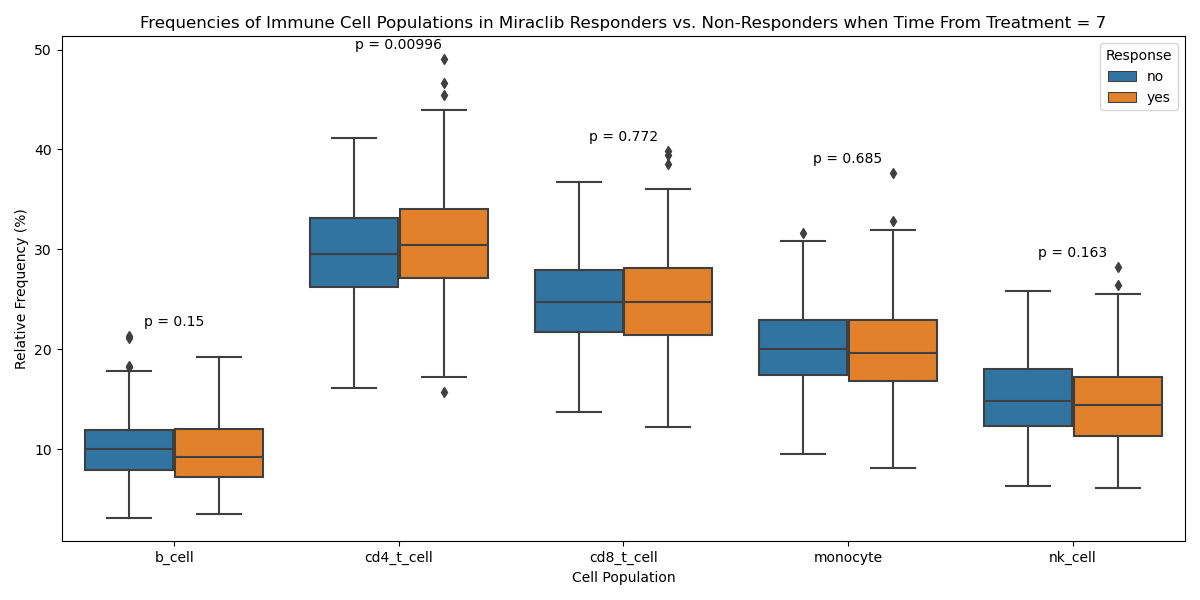 Frequencies of Immune Cell Populations in Miraclib Responders vs. Non-Responders when Time From Treatment = 7
Relative Frequency (%)
50
40
30
20
10
p = 0.15
p = 0.00996
p = 0.772
p = 0.685
p = 0.163
Response
no
yes
b_cell
cd4_t_cell
cd8_t_cell
monocyte
nk_cell
Cell Population